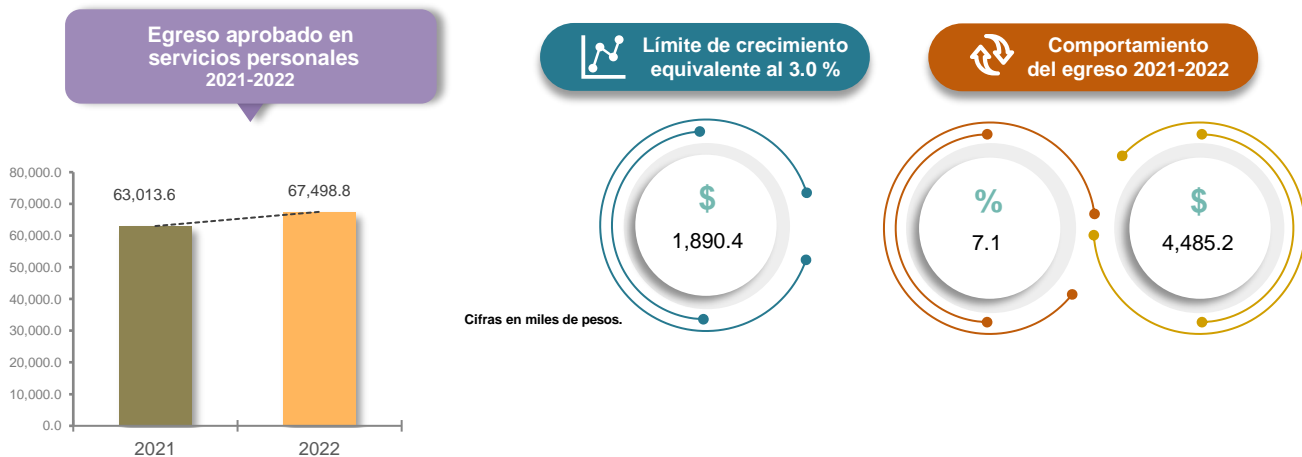 Egreso aprobado en
servicios personales
2021-2022
Límite de crecimiento
equivalente al 3.0 %
Comportamiento
del egreso 2021-2022
80,000.0
70,000.0
60,000.0
50,000.0
40,000.0
30,000.0
20,000.0
10,000.0
0.0
63,013.6
67,498.8
2021
2022
$
1,890.4
%
7.1
$
4,485.2
Cifras en miles de pesos.